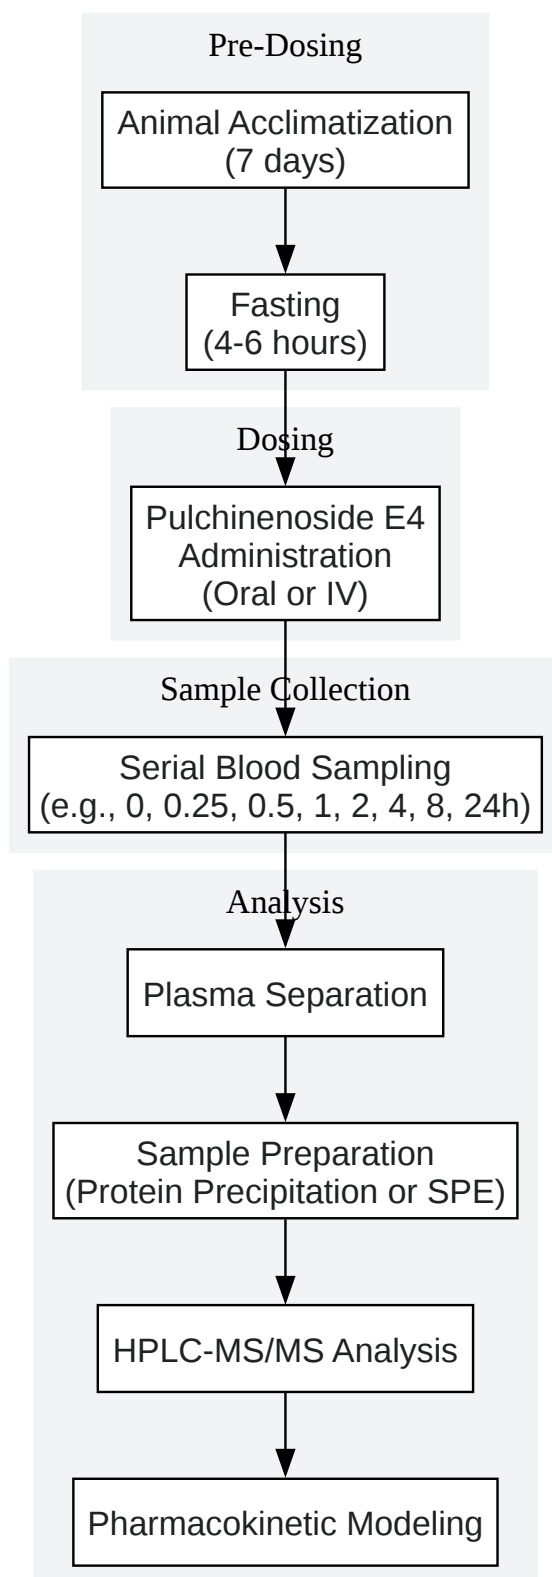 Pre-Dosing
Animal Acclimatization
(7 days)
Fasting
(4-6 hours)
Dosing
Pulchinenoside E4
Administration
(Oral or IV)
Sample Collection
Serial Blood Sampling
(e.g., 0, 0.25, 0.5, 1, 2, 4, 8, 24h)
Analysis
Plasma Separation
Sample Preparation
(Protein Precipitation or SPE)
HPLC-MS/MS Analysis
Pharmacokinetic Modeling